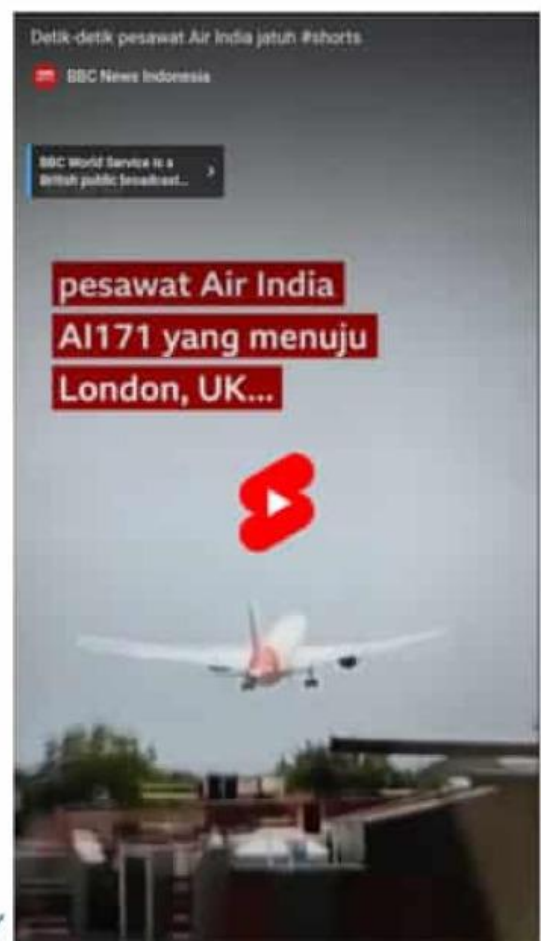 Detik-detik pesawat Air India jatuh #shorts
BBC News Indonesia
BBC World Service is a
British public broadcast...
pesawat Air India
AI171 yang menuju
London, UK...